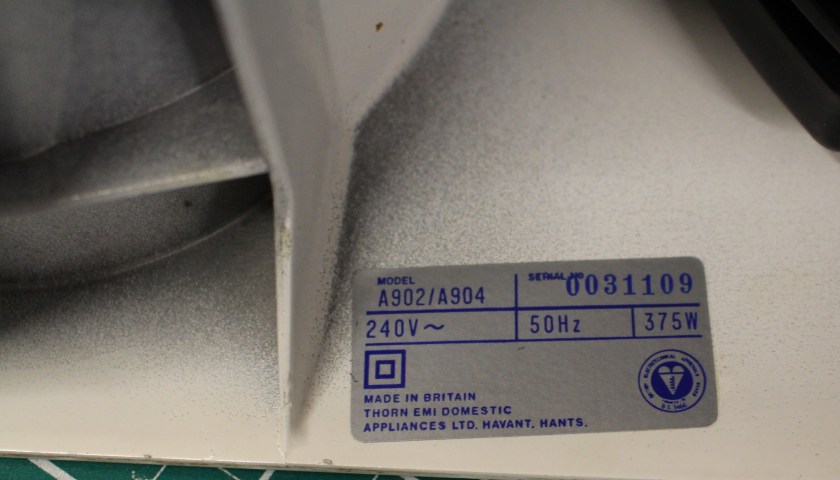 MODEL
A902/A904
SERIAL NO
0031109
240V～
50Hz
375W
MADE IN BRITAIN
THORN EMI DOMESTIC
APPLIANCES LTD. HAVANT. HANTS.